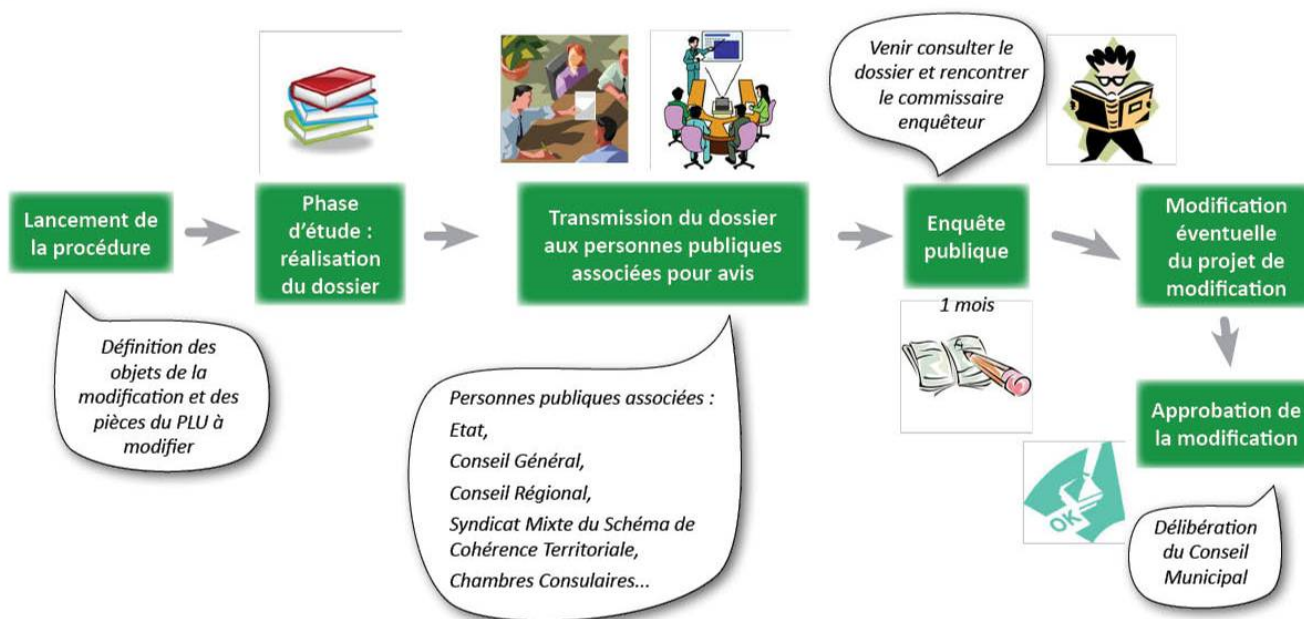 Lancement de
la procédure
Définition des
objets de la
modification et des
pièces du PLU à
modifier
Phase
d'étude :
réalisation
du dossier
Transmission du dossier
aux personnes publiques
associées pour avis
Personnes publiques associées :
Etat,
Conseil Général,
Conseil Régional,
Syndicat Mixte du Schéma de
Cohérence Territoriale,
Chambres Consulaires...
Venir consulter le
dossier et rencontrer
le commissaire
enquêteur
Enquête
publique
1 mois
Modification
éventuelle
du projet de
modification
Approbation de
la modification
OK
Délibération
du Conseil
Municipal